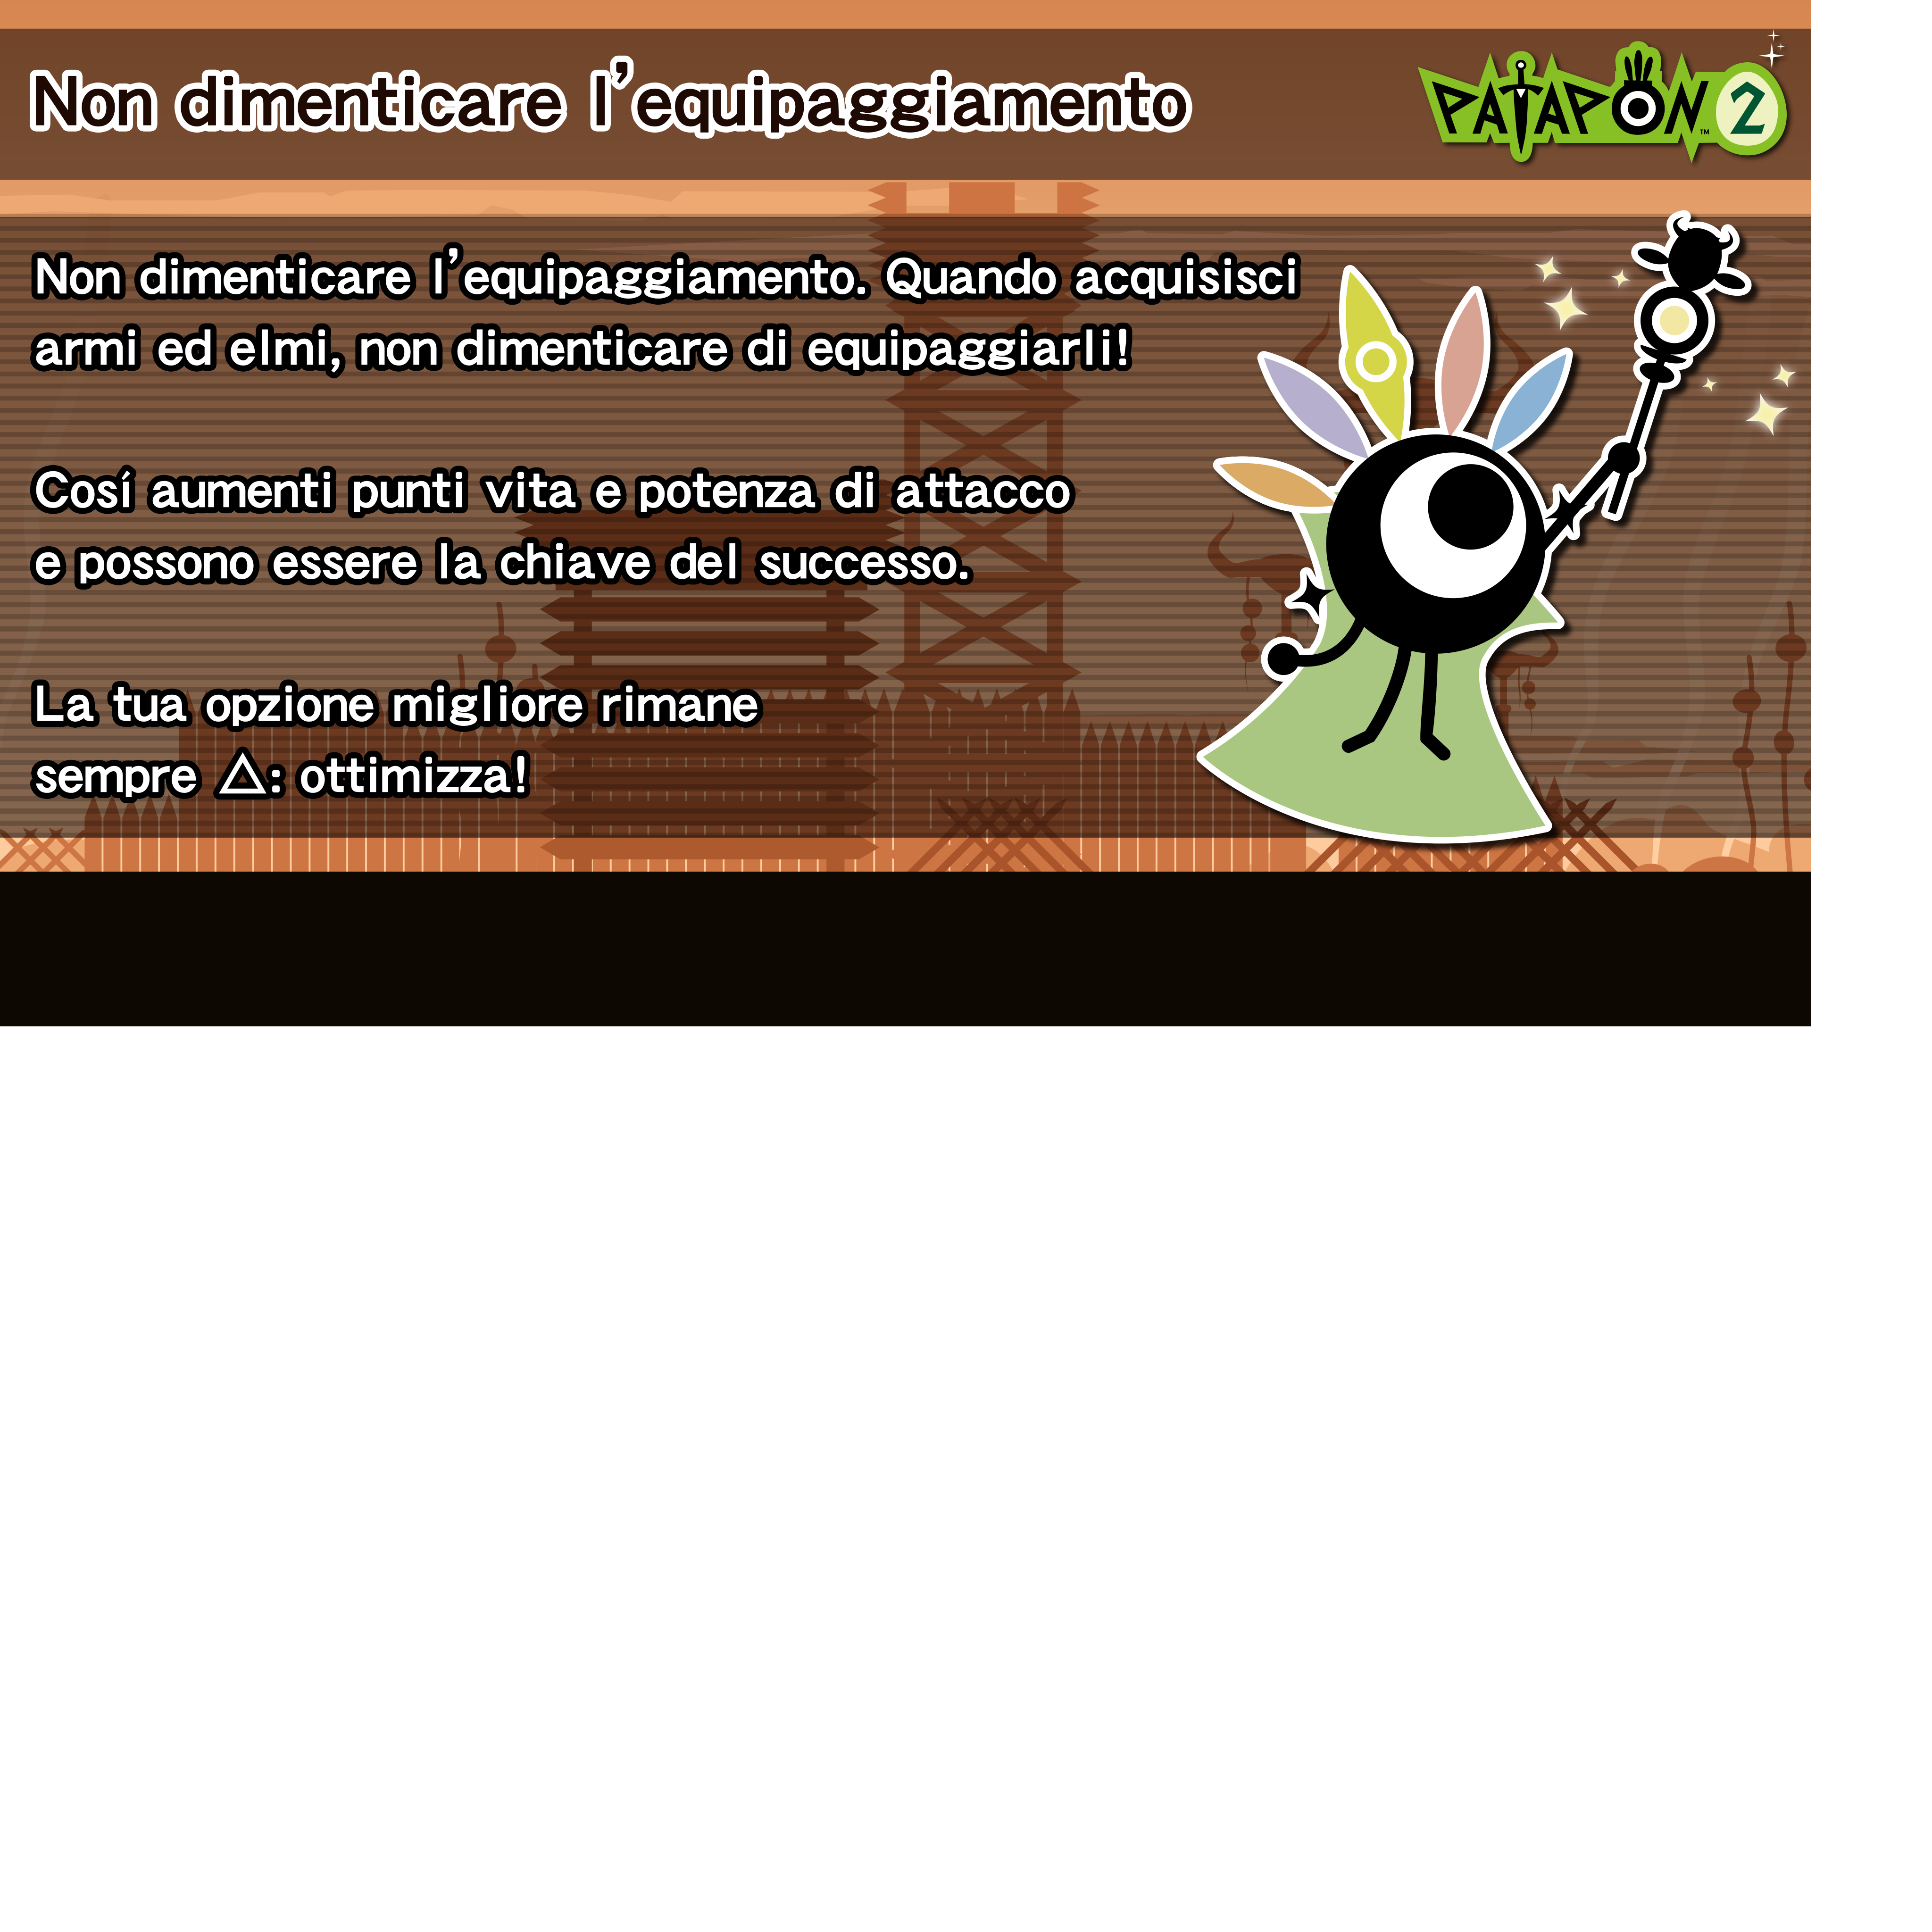 Non dimenticare l'equipaggiamento
PATAPON™ 2
Non dimenticare l'equipaggiamento. Quando acquisisci
armi ed elmi, non dimenticare di equipaggiarli!
Cosí aumenti punti vita e potenza di attacco
e possono essere la chiave del successo.
La tua opzione migliore rimane
sempre △: ottimizza!